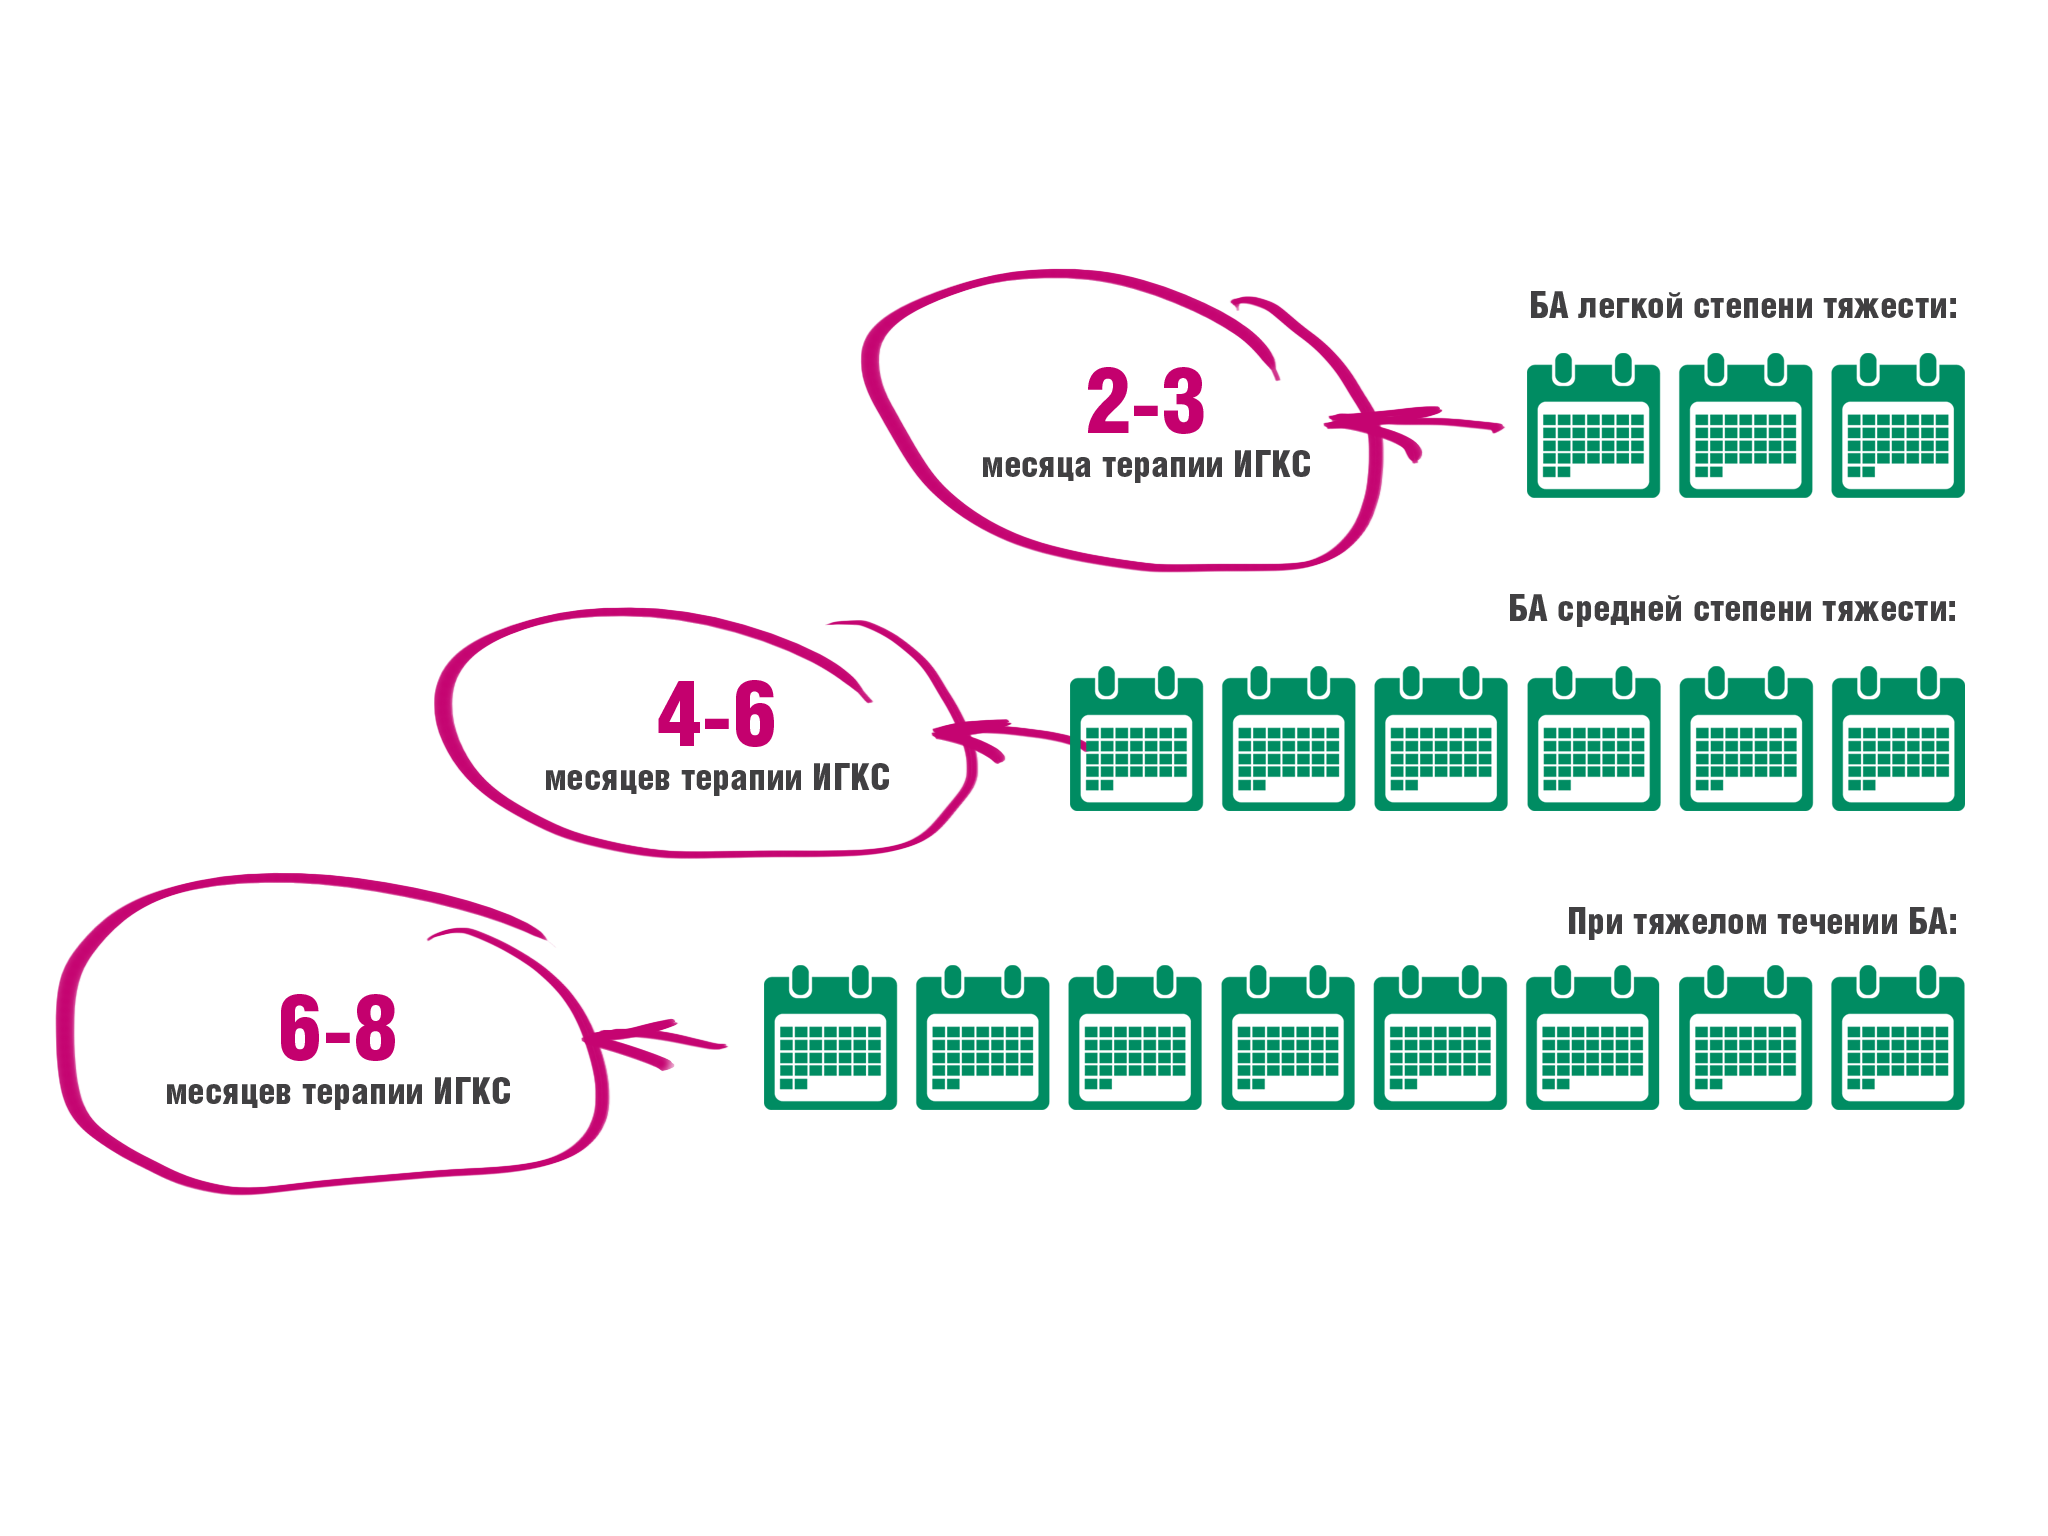 БА легкой степени тяжести:
2-3
месяца терапии ИГКС
БА средней степени тяжести:
4-6
месяцев терапии ИГКС
При тяжелом течении БА:
6-8
месяцев терапии ИГКС